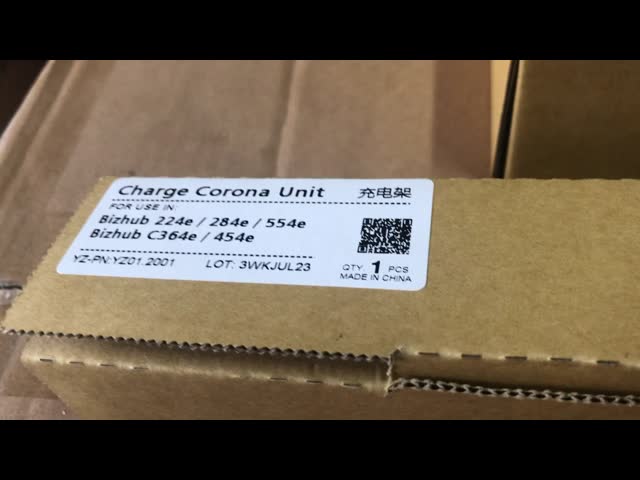 Charge Corona Unit 充电架
FOR USE IN:
Bizhub 224e / 284e / 554e
Bizhub C364e / 454e
YZ-PN:YZ01.2001 LOT: 3WKJUL23
QTY 1 PCS
MADE IN CHINA